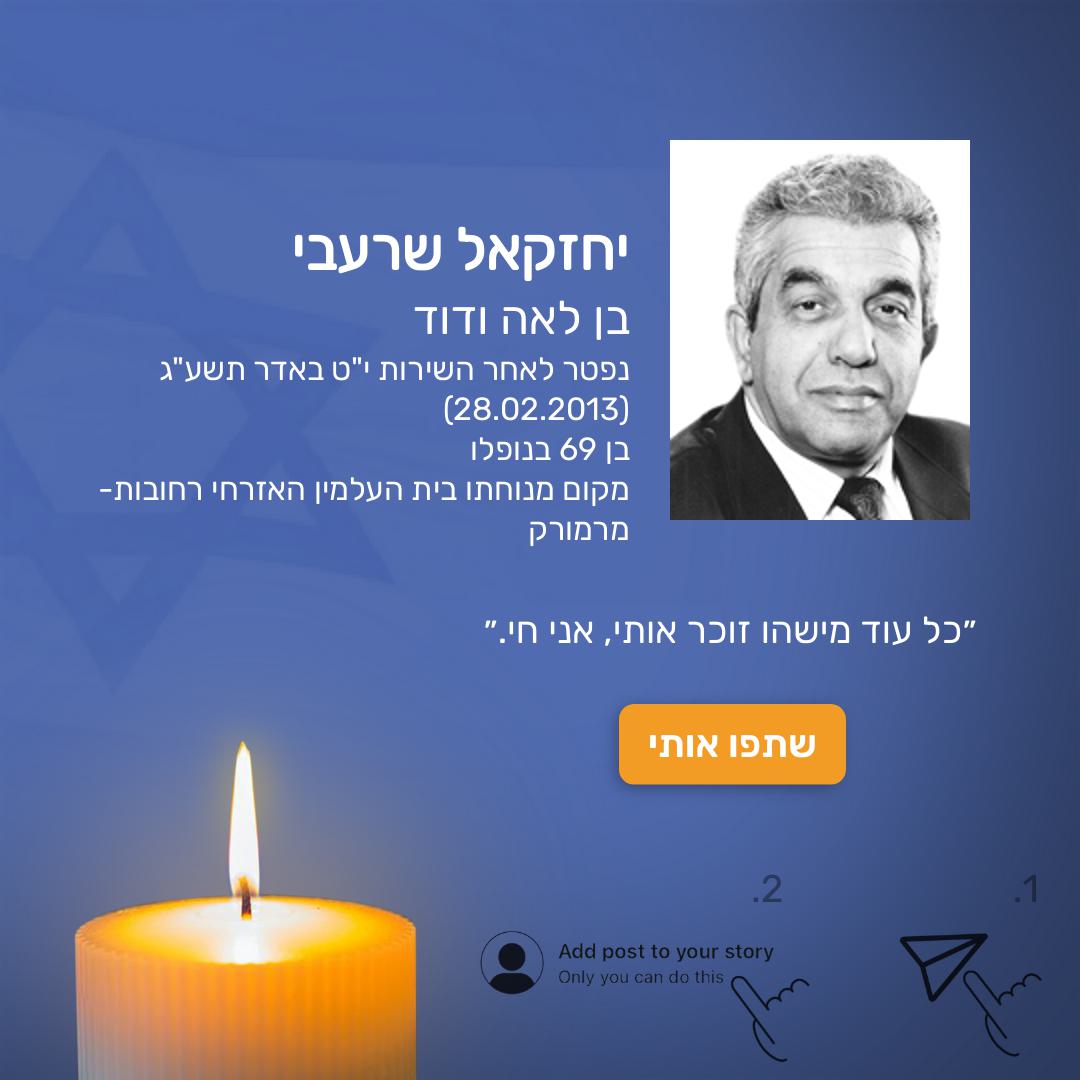 יחזקאל שרעבי
בן לאה ודוד
נפטר לאחר השירות י"ט באדר תשע"ג
(28.02.2013)
בן 69 בנופלו
מקום מנוחתו בית העלמין האזרחי רחובות-
מרמורק
״כל עוד מישהו זוכר אותי, אני חי.״
שתפו אותי
1.
2.
Add post to your story
Only you can do this